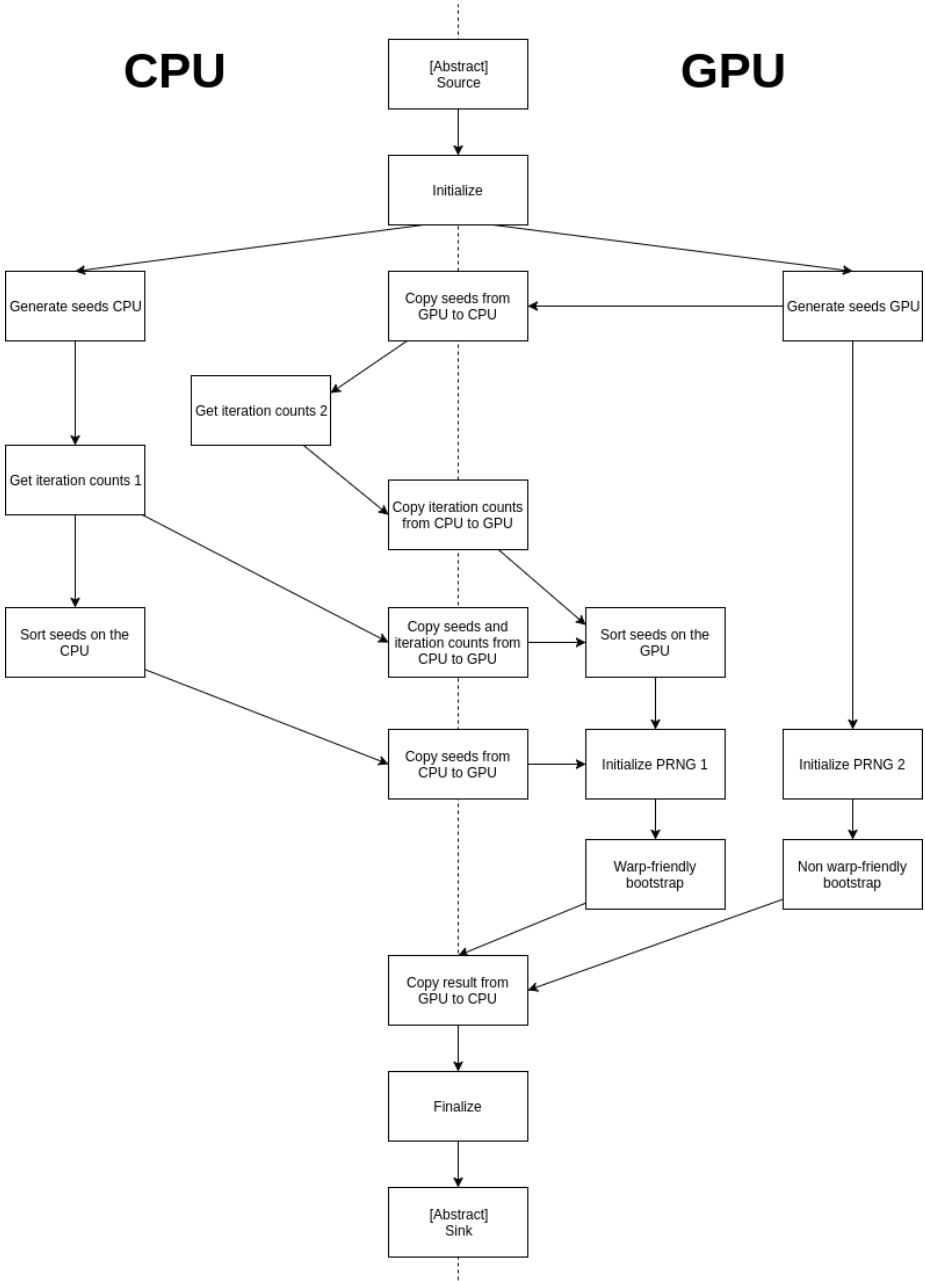 CPU
GPU
[Abstract]
Source
Initialize
Generate seeds CPU
Copy seeds from
GPU to CPU
Generate seeds GPU
Get iteration counts 2
Get iteration counts 1
Copy iteration counts
from CPU to GPU
Sort seeds on the
CPU
Copy seeds and
iteration counts from
CPU to GPU
Sort seeds on the
GPU
Copy seeds from
CPU to GPU
Initialize PRNG 1
Initialize PRNG 2
Warp-friendly
bootstrap
Non warp-friendly
bootstrap
Copy result from
GPU to CPU
Finalize
[Abstract]
Sink